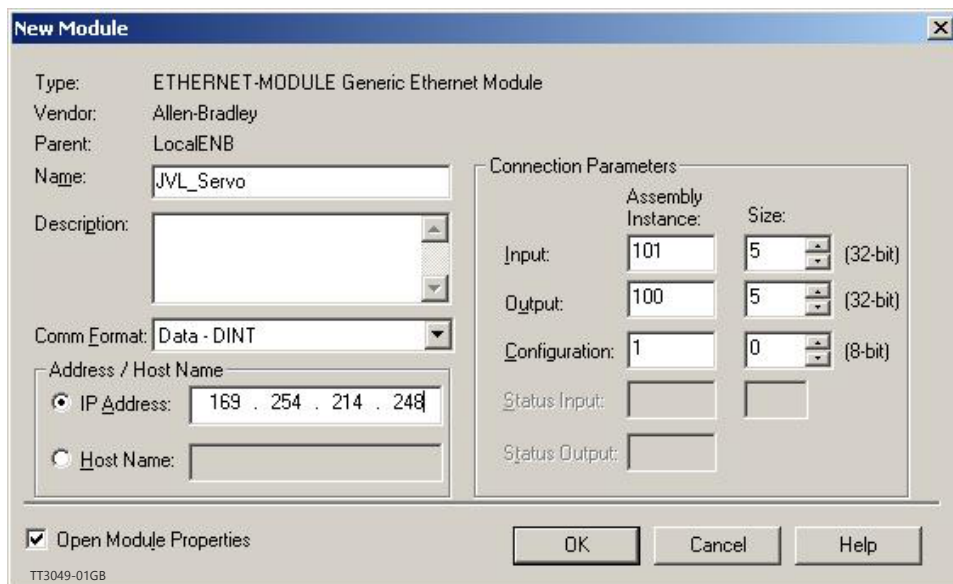 New Module
Type: ETHERNET-MODULE Generic Ethernet Module
Vendor: Allen-Bradley
Parent: LocalENB
Name: JVL_Servo
Description:
Comm Format: Data - DINT
Address / Host Name
IP Address: 169 . 254 . 214 . 248
Host Name:
Connection Parameters
Assembly
Instance: Size:
Input: 101 5 (32-bit)
Output: 100 5 (32-bit)
Configuration: 1 0 (8-bit)
Status Input:
Status Output:
Open Module Properties
OK Cancel Help
TT3049-01GB